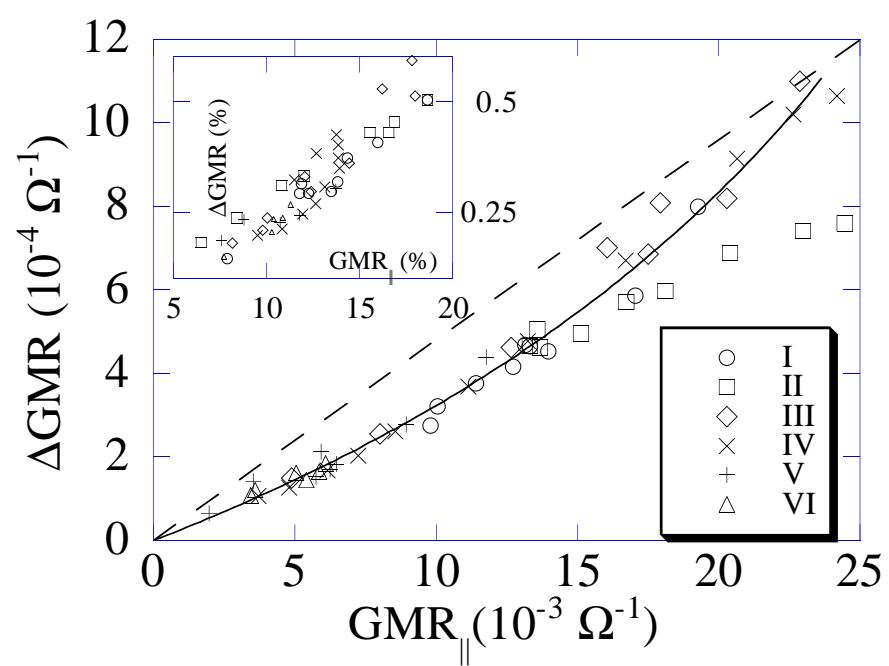 12
10
8
6
4
2
0
ΔGMR (10⁻⁴ Ω⁻¹)
0 5 10 15 20 25
GMR||(10⁻³ Ω⁻¹)
ΔGMR (%)
0.5
0.25
GMR|| (%)
5 10 15 20
I
II
III
IV
V
VI